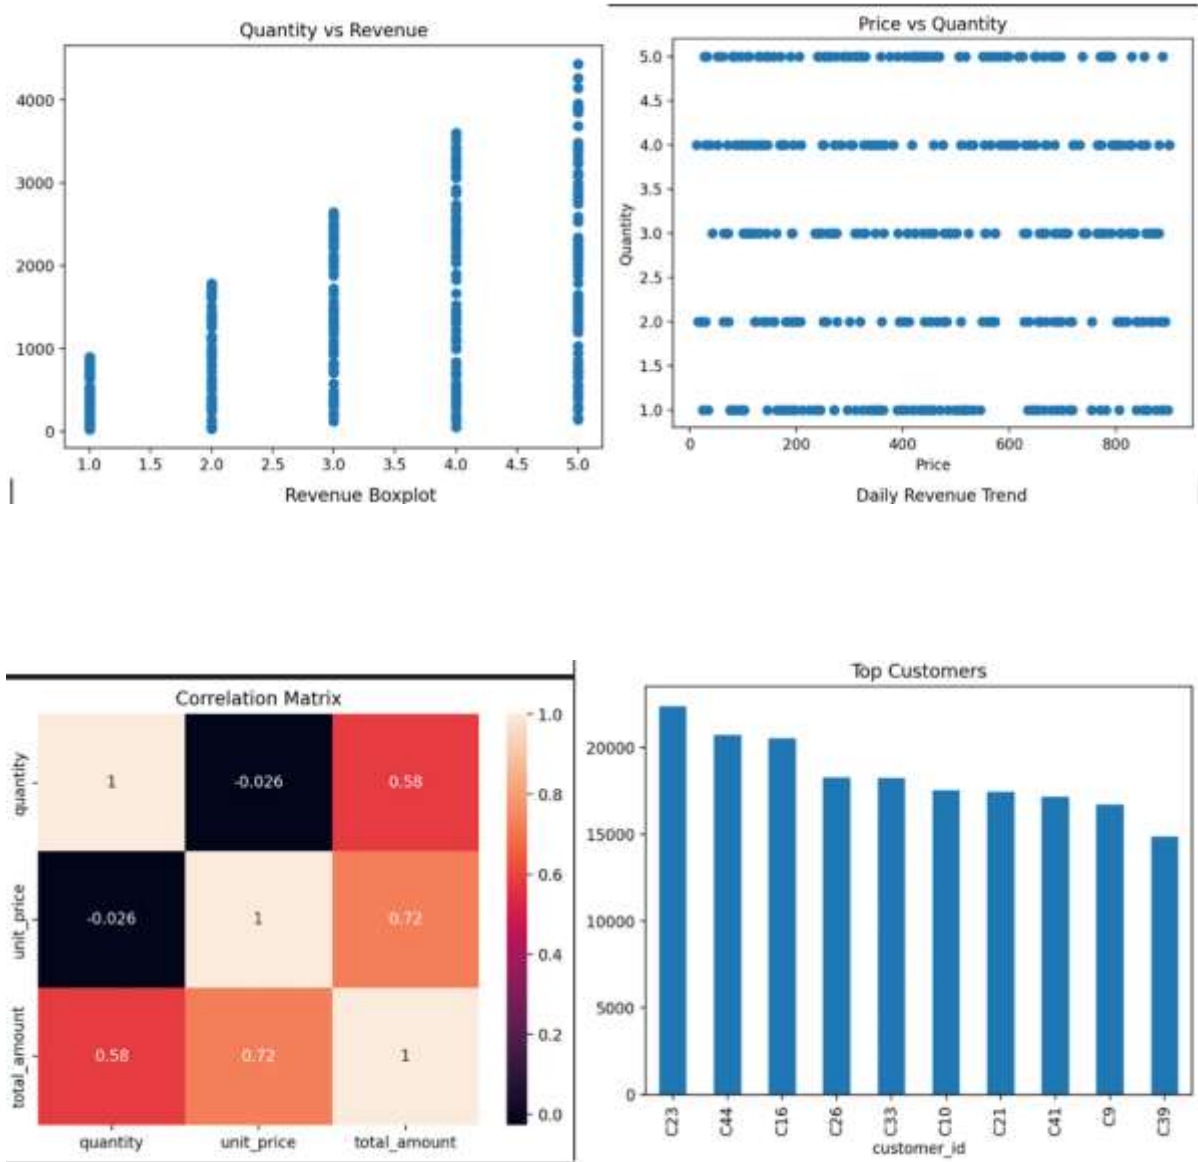 Quantity vs Revenue
4000
3000
2000
1000
0
1.0 1.5 2.0 2.5 3.0 3.5 4.0 4.5 5.0
Revenue Boxplot
Price vs Quantity
5.0
4.5
4.0
3.5
3.0
2.5
2.0
1.5
1.0
Quantity
0 200 400 600 800
Price
Daily Revenue Trend
Correlation Matrix
quantity
1 -0.026 0.58
unit_price
-0.026 1 0.72
total_amount
0.58 0.72 1
quantity unit_price total_amount
1.0
0.8
0.6
0.4
0.2
0.0
Top Customers
20000
15000
10000
5000
0
C23 C44 C16 C26 C33 C10 C21 C41 C9 C39
customer_id